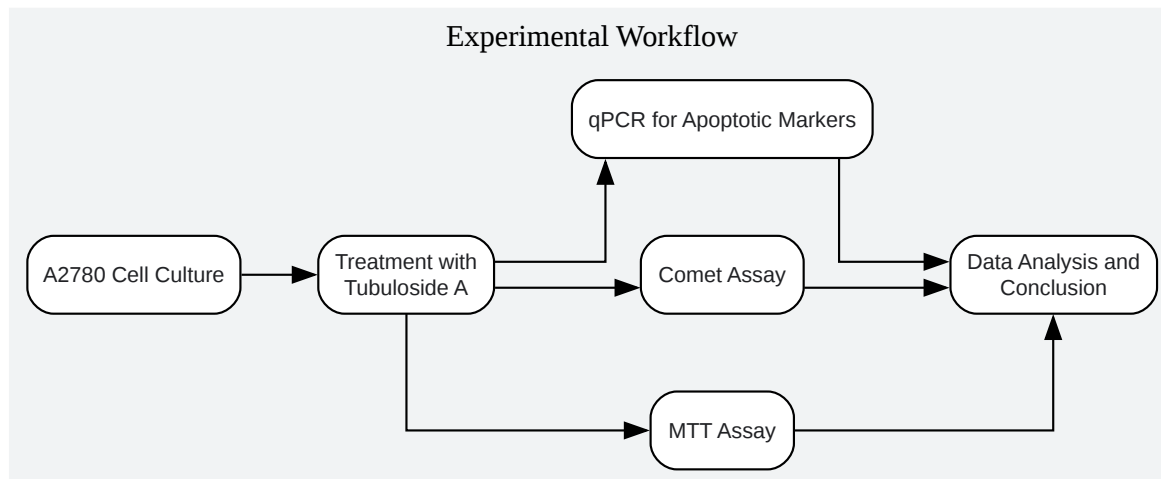 Experimental Workflow
qPCR for Apoptotic Markers
A2780 Cell Culture
Treatment with
Tubuloside A
Comet Assay
Data Analysis and
Conclusion
MTT Assay